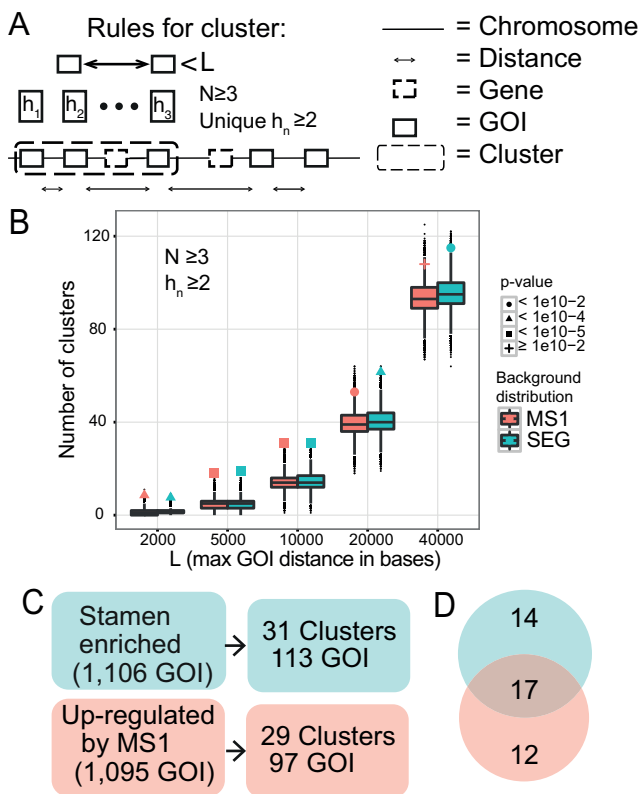 A
Rules for cluster:
<L
h1 h2 ••• h3
N≥3
Unique hn ≥2
= Chromosome
= Distance
= Gene
= GOI
= Cluster
B
N ≥3
hn ≥2
Number of clusters
120
80
40
0
2000 5000 10000 20000 40000
L (max GOI distance in bases)
p-value
< 1e10−2
< 1e10−4
< 1e10−5
≥ 1e10−2
Background
distribution
MS1
SEG
C
Stamen
enriched
(1,106 GOI)
31 Clusters
113 GOI
Up-regulated
by MS1
(1,095 GOI)
29 Clusters
97 GOI
D
14
17
12